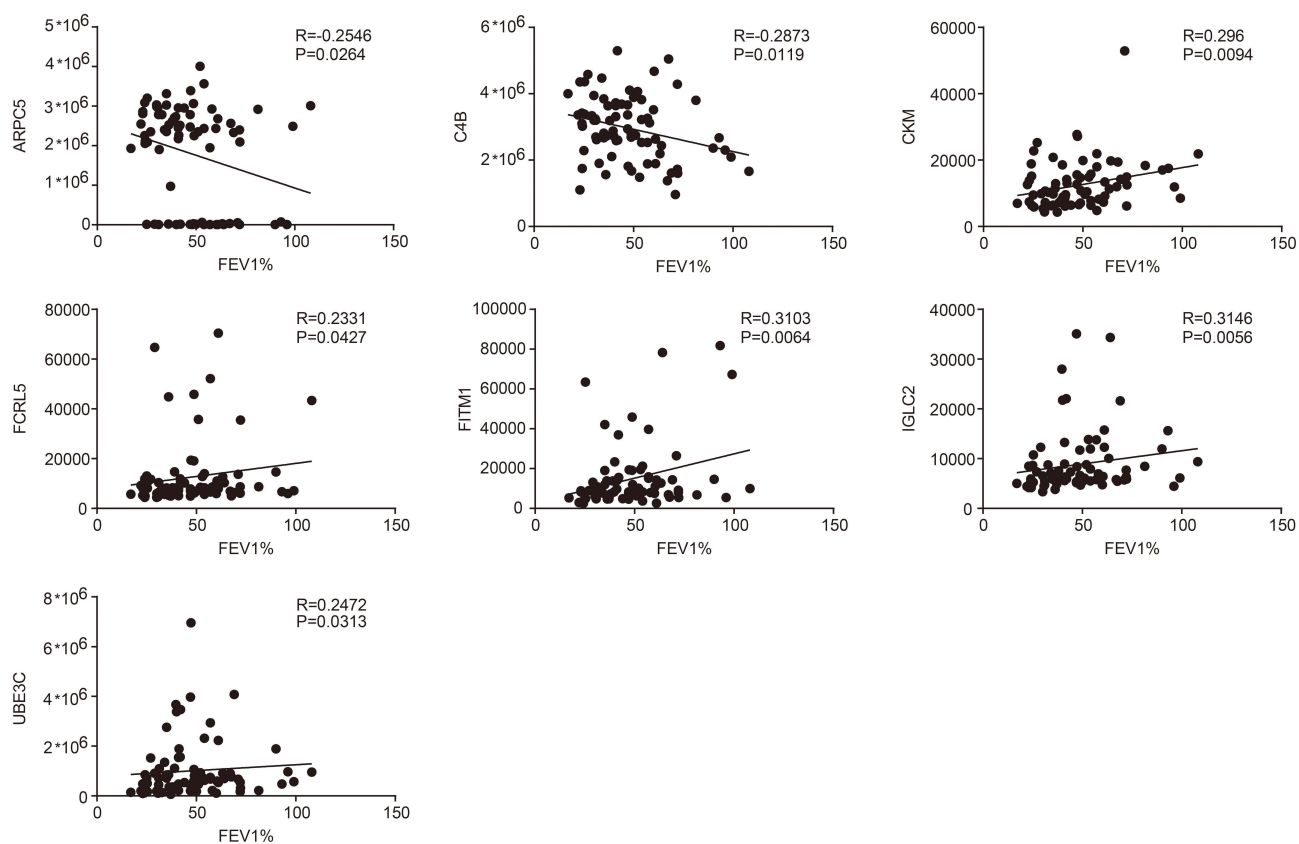 ARPC5
5*10^6
4*10^6
3*10^6
2*10^6
1*10^6
0
0 50 100 150
FEV1%
R=-0.2546
P=0.0264
C4B
6*10^6
4*10^6
2*10^6
0
0 50 100 150
FEV1%
R=-0.2873
P=0.0119
CKM
60000
40000
20000
0
0 50 100 150
FEV1%
R=0.296
P=0.0094
FCRL5
80000
60000
40000
20000
0
0 50 100 150
FEV1%
R=0.2331
P=0.0427
FITM1
100000
80000
60000
40000
20000
0
0 50 100 150
FEV1%
R=0.3103
P=0.0064
IGLC2
40000
30000
20000
10000
0
0 50 100 150
FEV1%
R=0.3146
P=0.0056
UBE3C
8*10^6
6*10^6
4*10^6
2*10^6
0
0 50 100 150
FEV1%
R=0.2472
P=0.0313